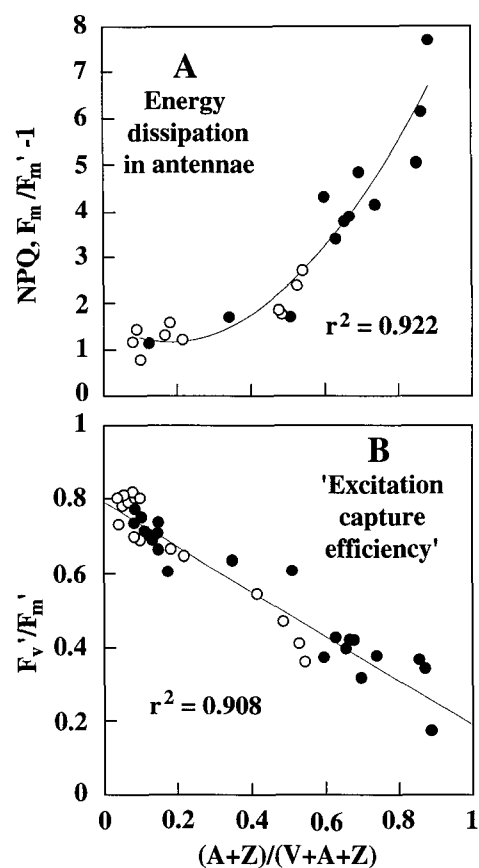 8
7
6
5
4
3
2
1
0
NPQ, Fm/Fm' -1
A
Energy
dissipation
in antennae
r² = 0.922
1
0.8
0.6
0.4
0.2
0
Fv'/Fm'
B
'Excitation
capture
efficiency'
r² = 0.908
0 0.2 0.4 0.6 0.8 1
(A+Z)/(V+A+Z)